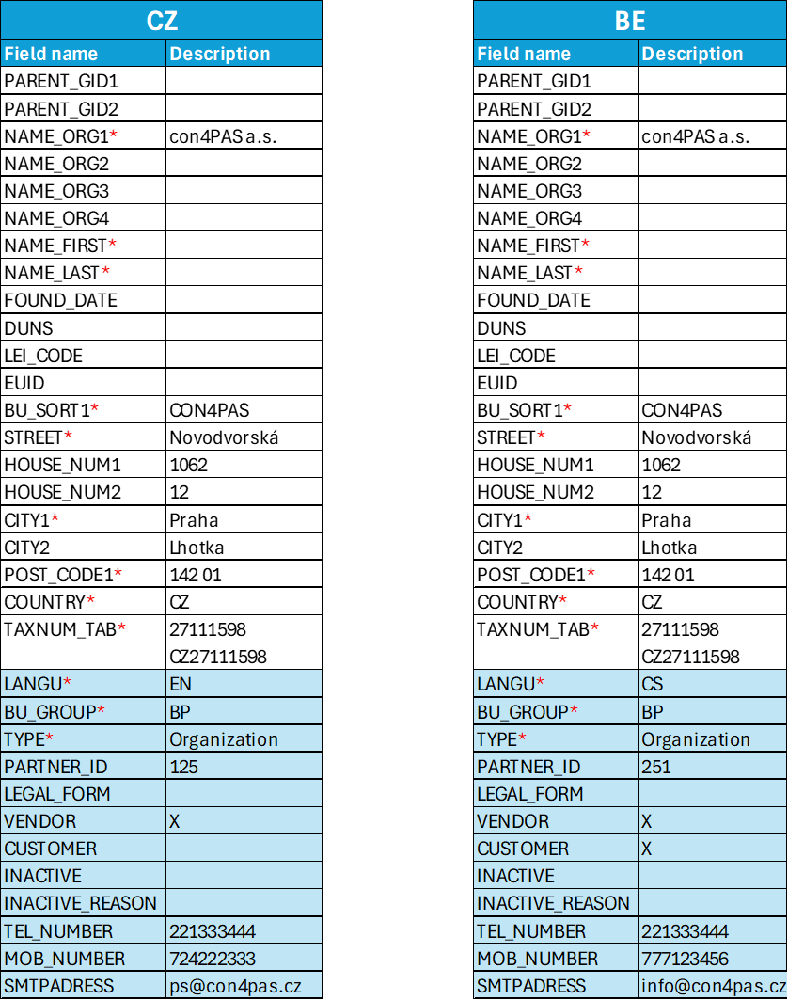 CZ
Field name Description
PARENT_GID1
PARENT_GID2
NAME_ORG1* con4PAS a.s.
NAME_ORG2
NAME_ORG3
NAME_ORG4
NAME_FIRST*
NAME_LAST*
FOUND_DATE
DUNS
LEI_CODE
EUID
BU_SORT1* CON4PAS
STREET* Novodvorská
HOUSE_NUM1 1062
HOUSE_NUM2 12
CITY1* Praha
CITY2 Lhotka
POST_CODE1* 142 01
COUNTRY* CZ
TAXNUM_TAB* 27111598
CZ27111598
LANGU* EN
BU_GROUP* BP
TYPE* Organization
PARTNER_ID 125
LEGAL_FORM
VENDOR X
CUSTOMER
INACTIVE
INACTIVE_REASON
TEL_NUMBER 221333444
MOB_NUMBER 724222333
SMTPADRESS ps@con4pas.cz
BE
Field name Description
PARENT_GID1
PARENT_GID2
NAME_ORG1* con4PAS a.s.
NAME_ORG2
NAME_ORG3
NAME_ORG4
NAME_FIRST*
NAME_LAST*
FOUND_DATE
DUNS
LEI_CODE
EUID
BU_SORT1* CON4PAS
STREET* Novodvorská
HOUSE_NUM1 1062
HOUSE_NUM2 12
CITY1* Praha
CITY2 Lhotka
POST_CODE1* 142 01
COUNTRY* CZ
TAXNUM_TAB* 27111598
CZ27111598
LANGU* CS
BU_GROUP* BP
TYPE* Organization
PARTNER_ID 251
LEGAL_FORM
VENDOR X
CUSTOMER X
INACTIVE
INACTIVE_REASON
TEL_NUMBER 221333444
MOB_NUMBER 777123456
SMTPADRESS info@con4pas.cz